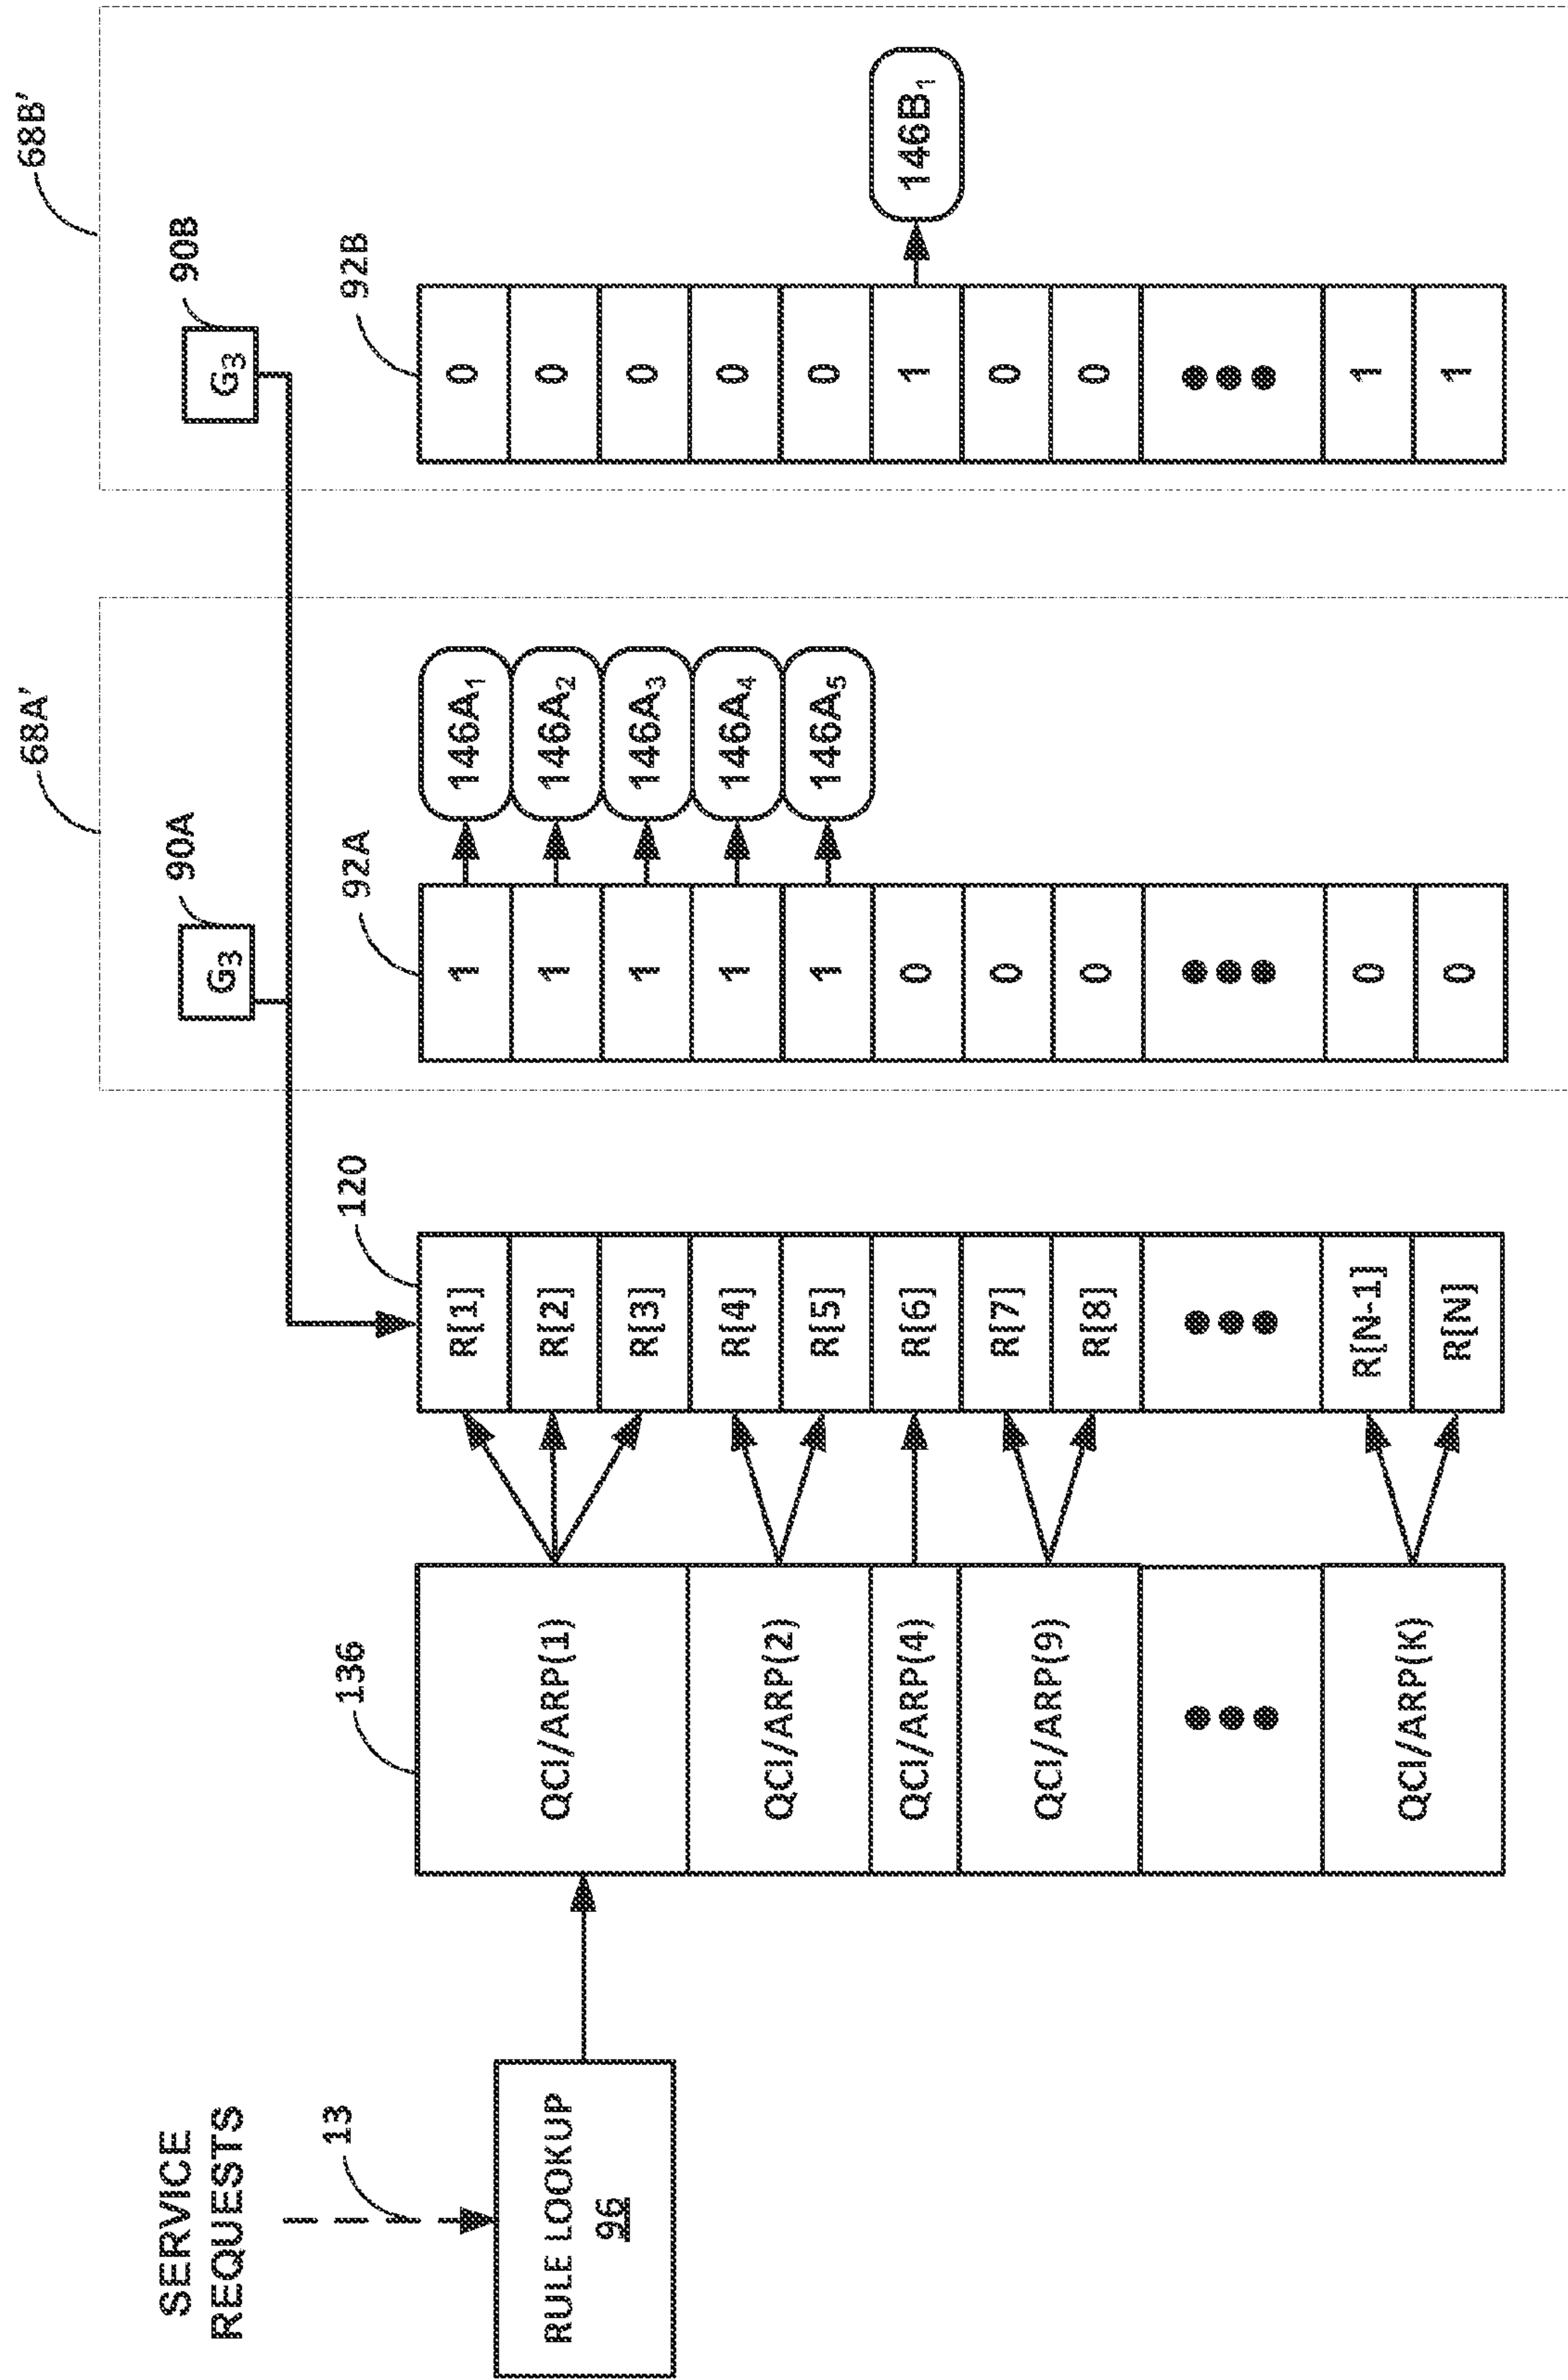 SERVICE
REQUESTS
13
RULE LOOKUP
96
136
QCI/ARP(1)
QCI/ARP(2)
QCI/ARP(4)
QCI/ARP(9)
●●●
QCI/ARP(K)
120
R[1]
R[2]
R[3]
R[4]
R[5]
R[6]
R[7]
R[8]
●●●
R[N-1]
R[N]
68A'
90A
G₃
92A
1
1
1
1
1
0
0
0
●●●
0
0
146A₁
146A₂
146A₃
146A₄
146A₅
68B'
90B
G₃
92B
0
0
0
0
0
1
0
0
●●●
1
1
146B₁